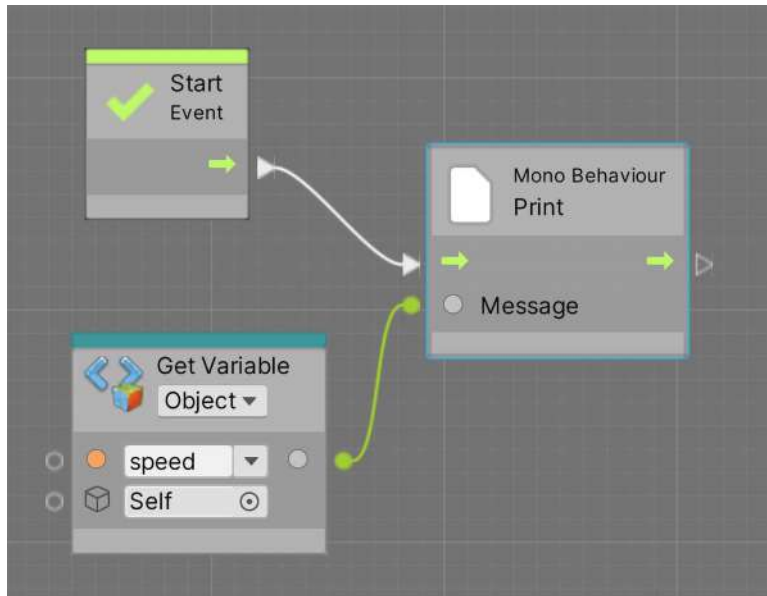 Start
Event
Mono Behaviour
Print
Message
Get Variable
Object
speed
Self